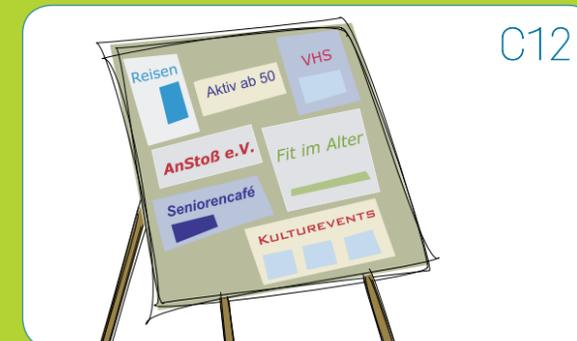 C12
Reisen
Aktiv ab 50
VHS
AnStoß e.V.
Fit im Alter
Seniorencafé
KULTUREVENTS